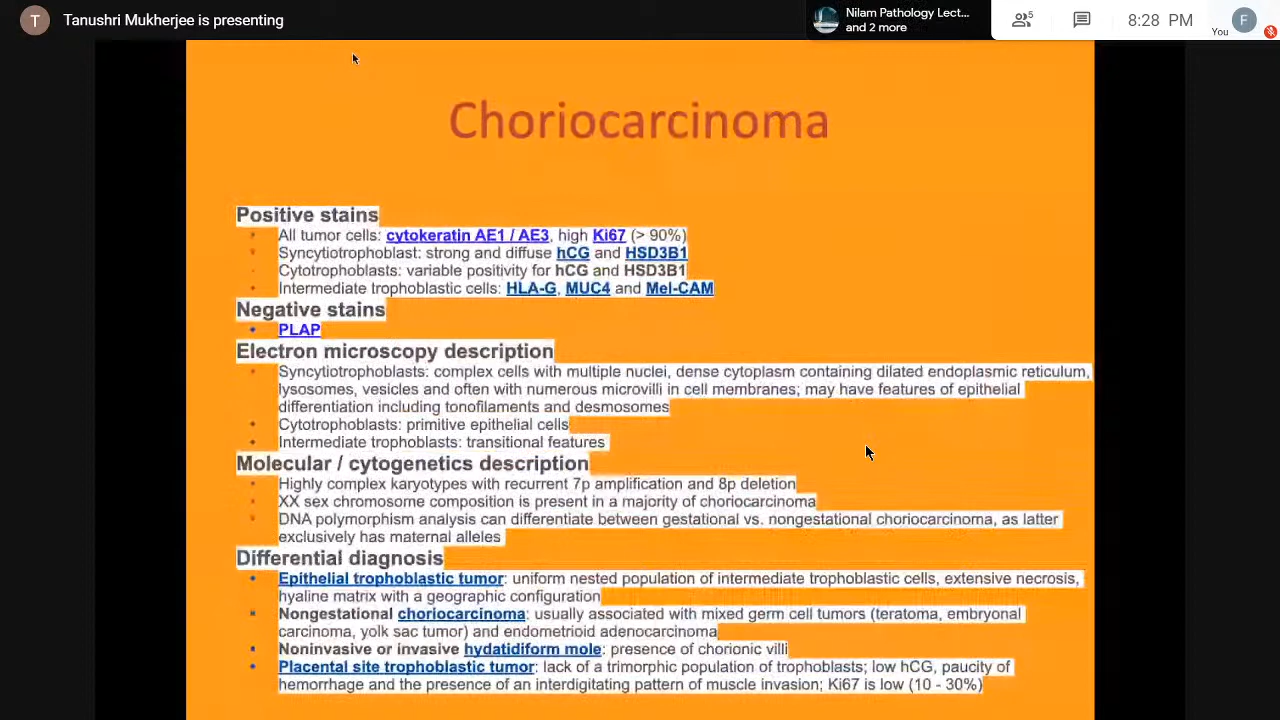 T Tanushri Mukherjee is presenting
Nilam Pathology Lect...
and 2 more
5
8:28 PM
You
F
Choriocarcinoma
Positive stains
All tumor cells: cytokeratin AE1 / AE3, high Ki67 (> 90%)
Syncytiotrophoblast: strong and diffuse hCG and HSD3B1
Cytotrophoblasts: variable positivity for hCG and HSD3B1
Intermediate trophoblastic cells: HLA-G, MUC4 and Mel-CAM
Negative stains
PLAP
Electron microscopy description
Syncytiotrophoblasts: complex cells with multiple nuclei, dense cytoplasm containing dilated endoplasmic reticulum,
lysosomes, vesicles and often with numerous microvilli in cell membranes; may have features of epithelial
differentiation including tonofilaments and desmosomes
Cytotrophoblasts: primitive epithelial cells
Intermediate trophoblasts: transitional features
Molecular / cytogenetics description
Highly complex karyotypes with recurrent 7p amplification and 8p deletion
XX sex chromosome composition is present in a majority of choriocarcinoma
DNA polymorphism analysis can differentiate between gestational vs. nongestational choriocarcinoma, as latter
exclusively has maternal alleles
Differential diagnosis
Epithelial trophoblastic tumor: uniform nested population of intermediate trophoblastic cells, extensive necrosis,
hyaline matrix with a geographic configuration
Nongestational choriocarcinoma: usually associated with mixed germ cell tumors (teratoma, embryonal
carcinoma, yolk sac tumor) and endometrioid adenocarcinoma
Noninvasive or invasive hydatidiform mole: presence of chorionic villi
Placental site trophoblastic tumor: lack of a trimorphic population of trophoblasts; low hCG, paucity of
hemorrhage and the presence of an interdigitating pattern of muscle invasion; Ki67 is low (10 - 30%)